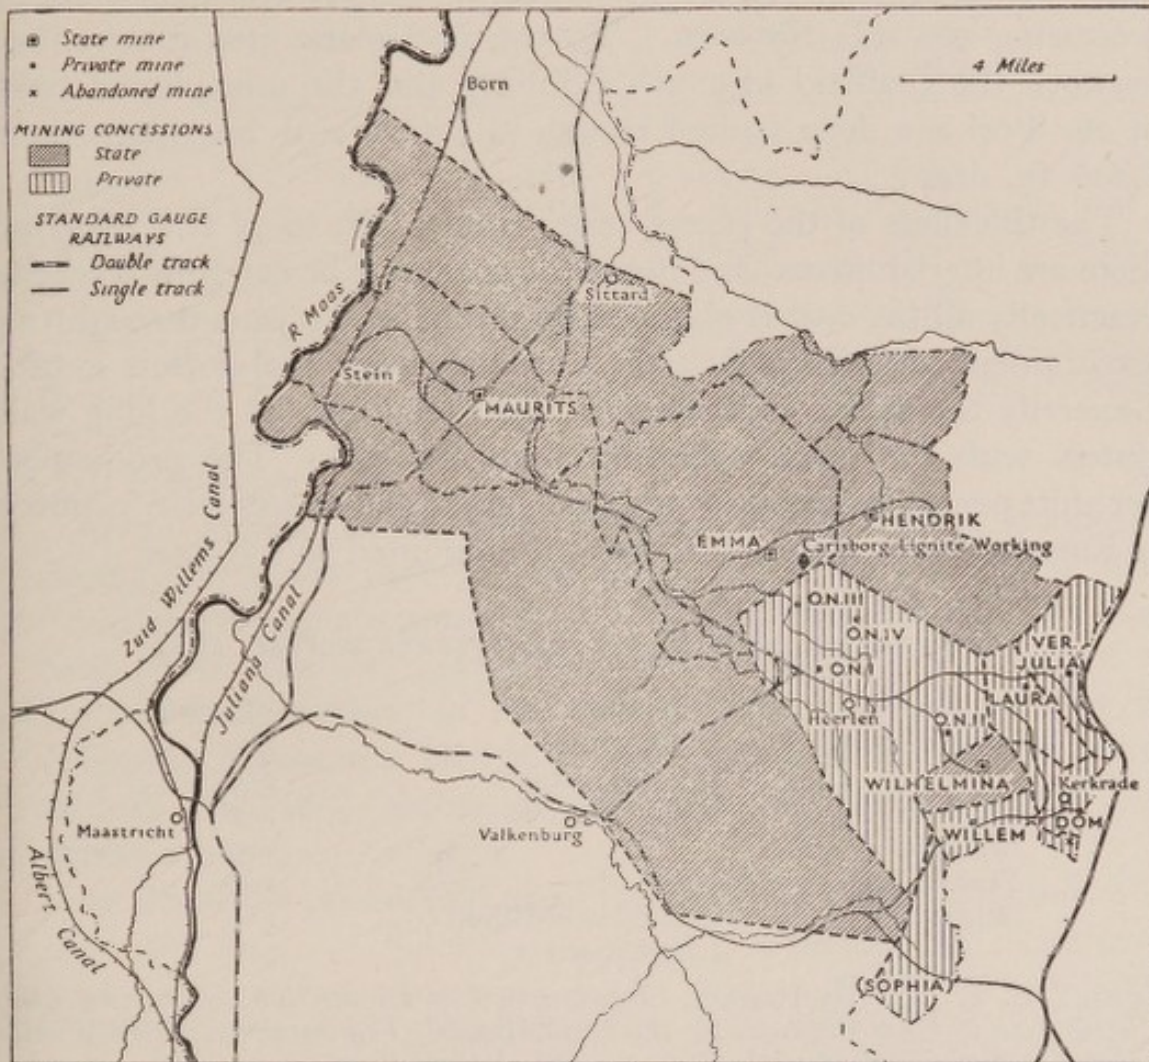 State mine
Private mine
Abandoned mine
MINING CONCESSIONS
State
Private
STANDARD GAUGE
RAILWAYS
Double track
Single track
4 Miles
Born
R Maas
Sittard
Stein
MAURITS
Zuid Willems Canal
HENDRIK
EMMA
Carisborg Lignite Working
O.N.III
O.N.IV
O.N.I
VER.
JULIA
LAURA
Juliana Canal
Heerlen
O.N.II
WILHELMINA
Kerkrade
Maastricht
Valkenburg
WILLEM
DOM
Albert Canal
(SOPHIA)